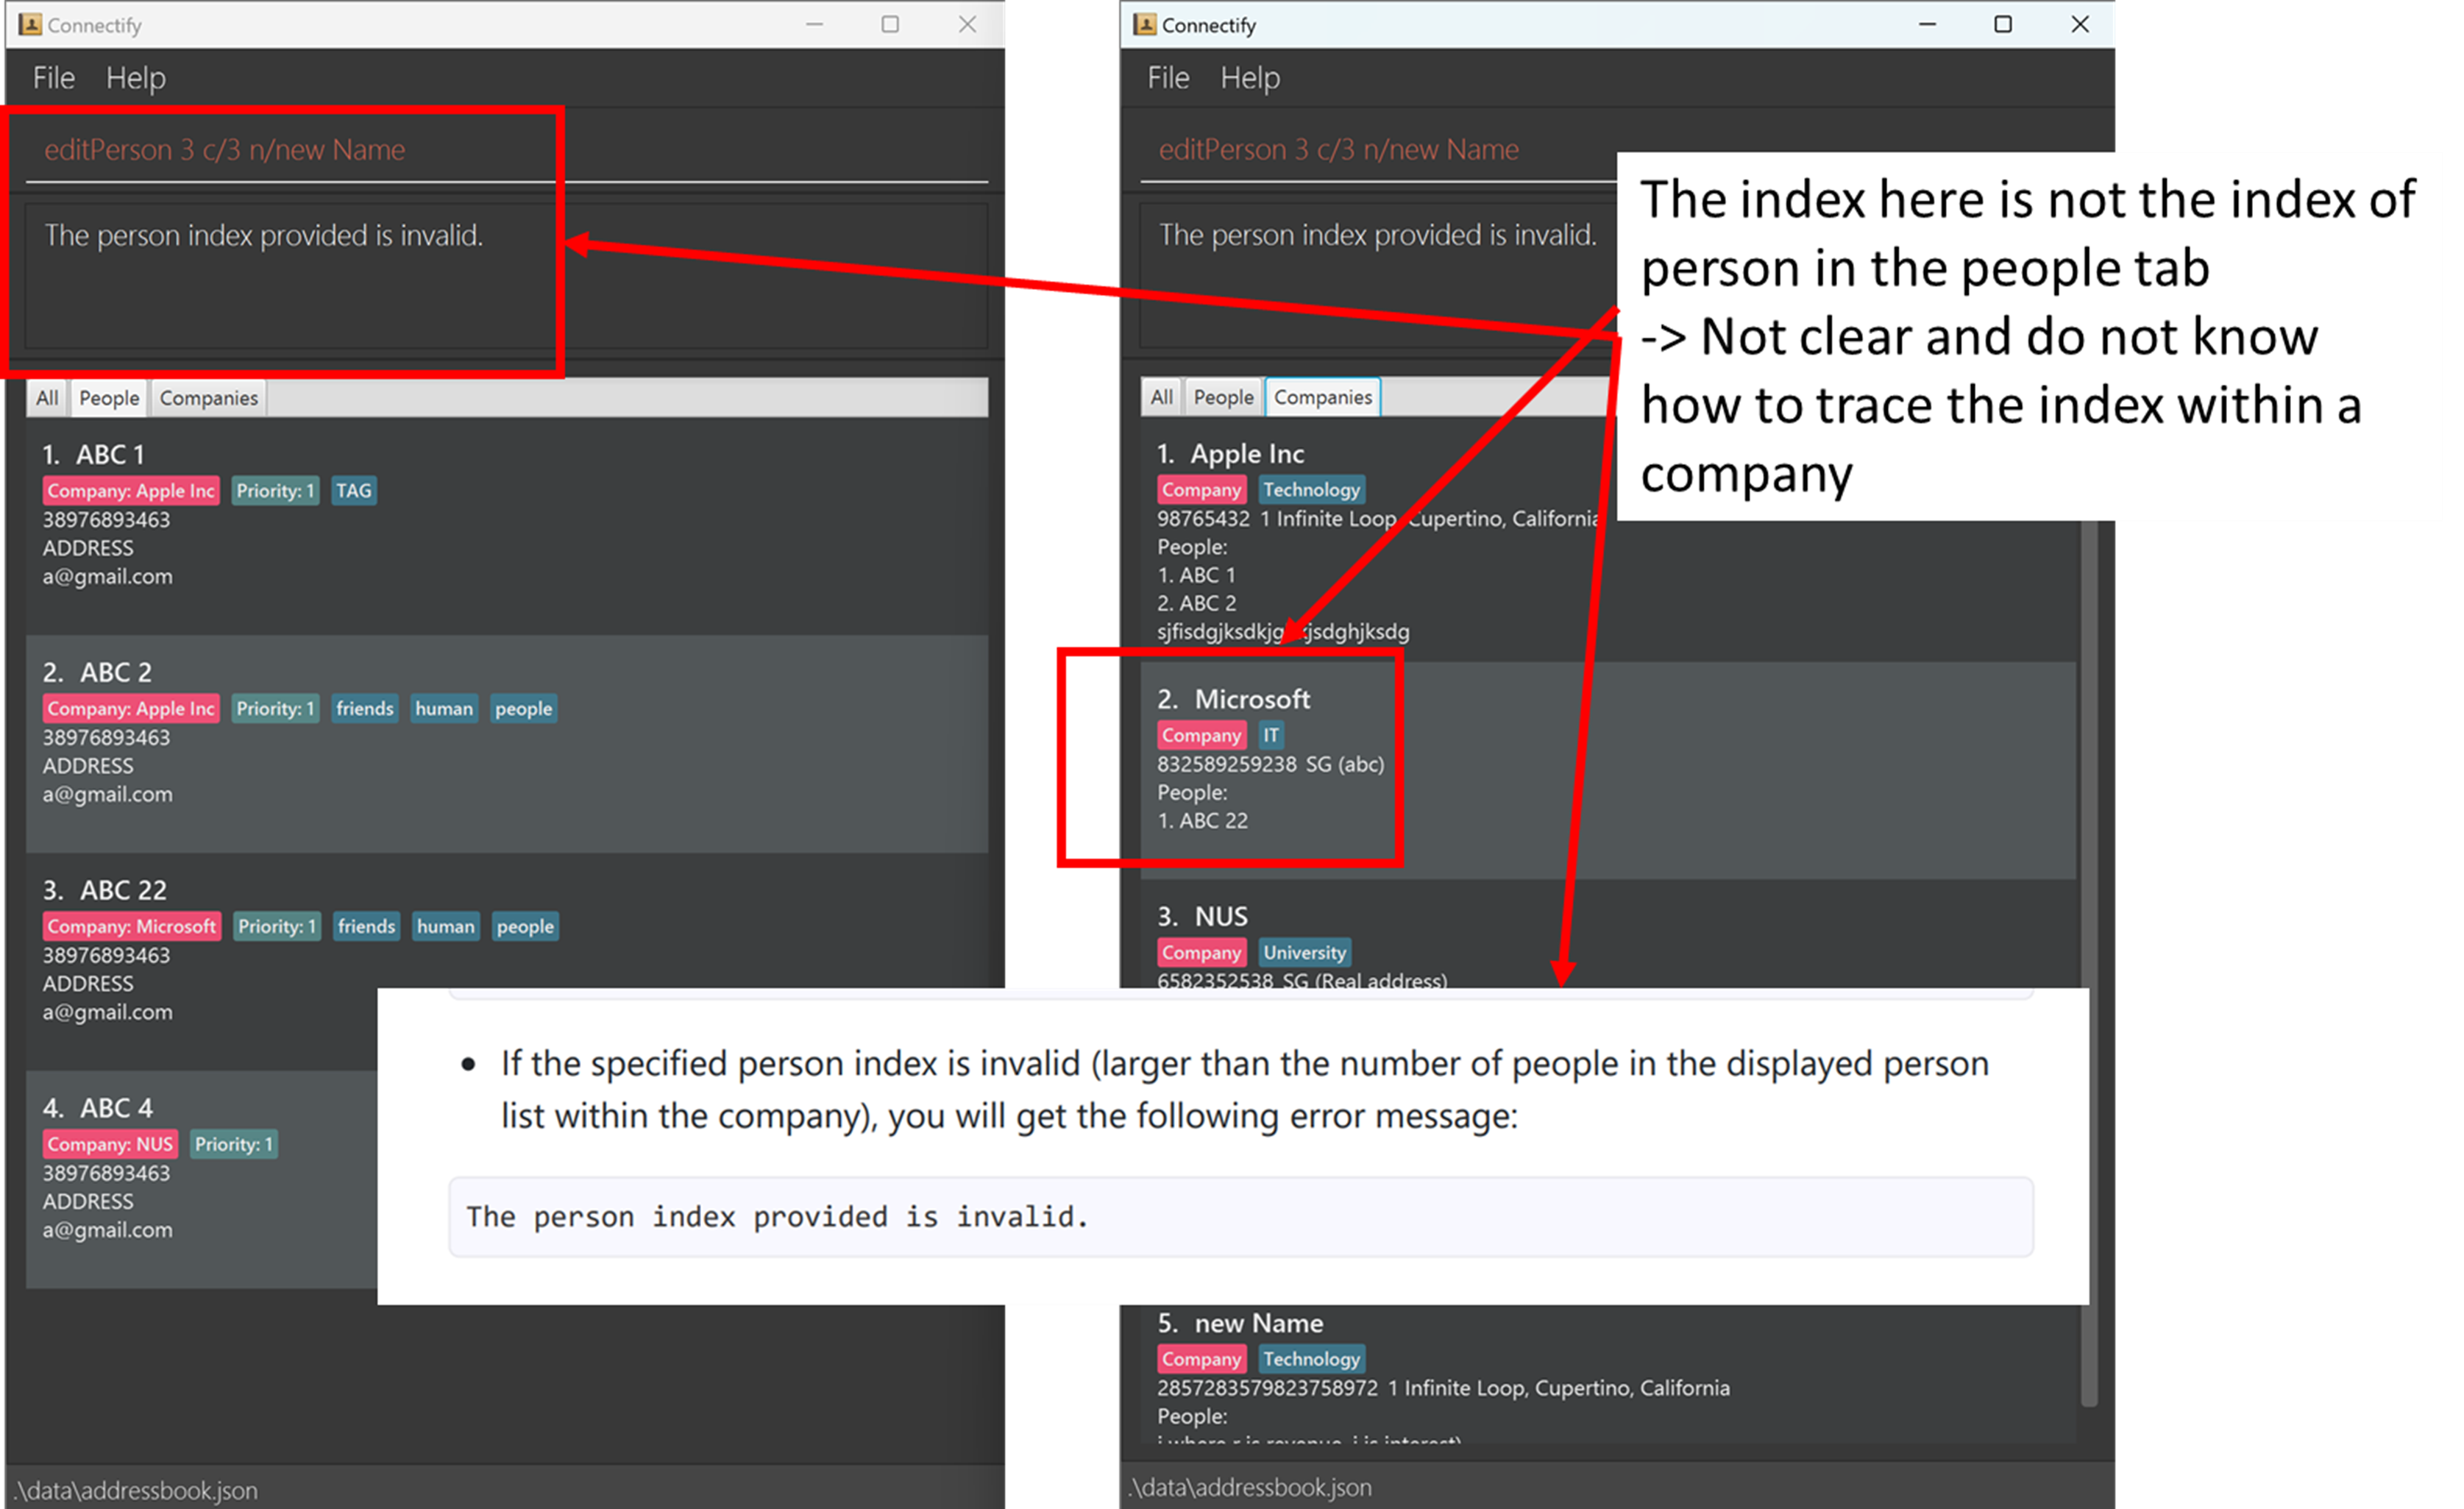 Connectify
File Help
editPerson 3 c/3 n/new Name
The person index provided is invalid.
All People Companies
1. ABC 1
Company: Apple Inc Priority: 1 TAG
38976893463
ADDRESS
a@gmail.com
2. ABC 2
Company: Apple Inc Priority: 1 friends human people
38976893463
ADDRESS
a@gmail.com
3. ABC 22
Company: Microsoft Priority: 1 friends human people
38976893463
ADDRESS
a@gmail.com
4. ABC 4
Company: NUS Priority: 1
38976893463
ADDRESS
a@gmail.com
.\data\addressbook.json
Connectify
File Help
editPerson 3 c/3 n/new Name
The person index provided is invalid.
All People Companies
1. Apple Inc
Company Technology
98765432 1 Infinite Loop, Cupertino, California
People:
1. ABC 1
2. ABC 2
2. Microsoft
Company IT
832589259238 SG (abc)
People:
1. ABC 22
3. NUS
Company University
6582352538 SG (Real address)
5. new Name
Company Technology
2857283579823758972 1 Infinite Loop, Cupertino, California
People:
.\data\addressbook.json
The index here is not the index of
person in the people tab
-> Not clear and do not know
how to trace the index within a
company
• If the specified person index is invalid (larger than the number of people in the displayed person
list within the company), you will get the following error message:
The person index provided is invalid.